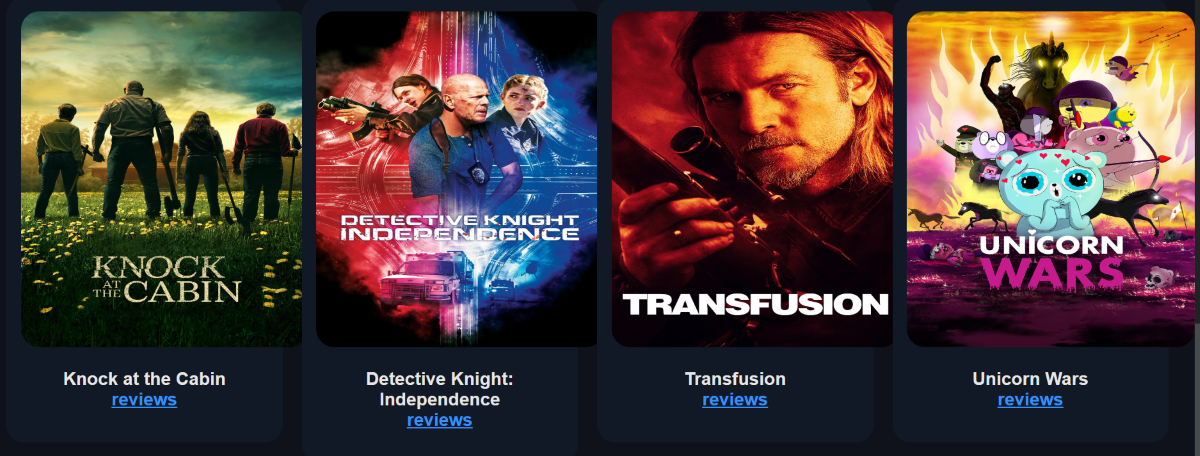 KNOCK
AT
THE CABIN
DETECTIVE KNIGHT
INDEPENDENCE
TRANSFUSION
UNICORN
WARS
Knock at the Cabin
reviews
Detective Knight:
Independence
reviews
Transfusion
reviews
Unicorn Wars
reviews